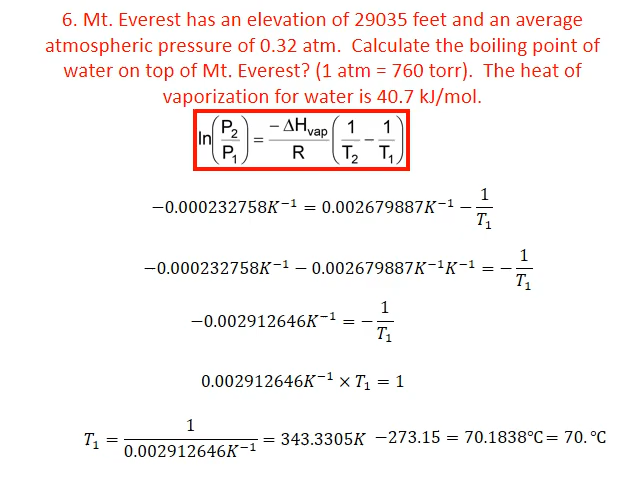 6. Mt. Everest has an elevation of 29035 feet and an average
atmospheric pressure of 0.32 atm. Calculate the boiling point of
water on top of Mt. Everest? (1 atm = 760 torr). The heat of
vaporization for water is 40.7 kJ/mol.
ln(P₂/P₁) = −ΔHvap/R (1/T₂ − 1/T₁)
−0.000232758K⁻¹ = 0.002679887K⁻¹ − 1/T₁
−0.000232758K⁻¹ − 0.002679887K⁻¹K⁻¹ = − 1/T₁
−0.002912646K⁻¹ = − 1/T₁
0.002912646K⁻¹ × T₁ = 1
T₁ = 1/0.002912646K⁻¹ = 343.3305K −273.15 = 70.1838°C= 70.°C